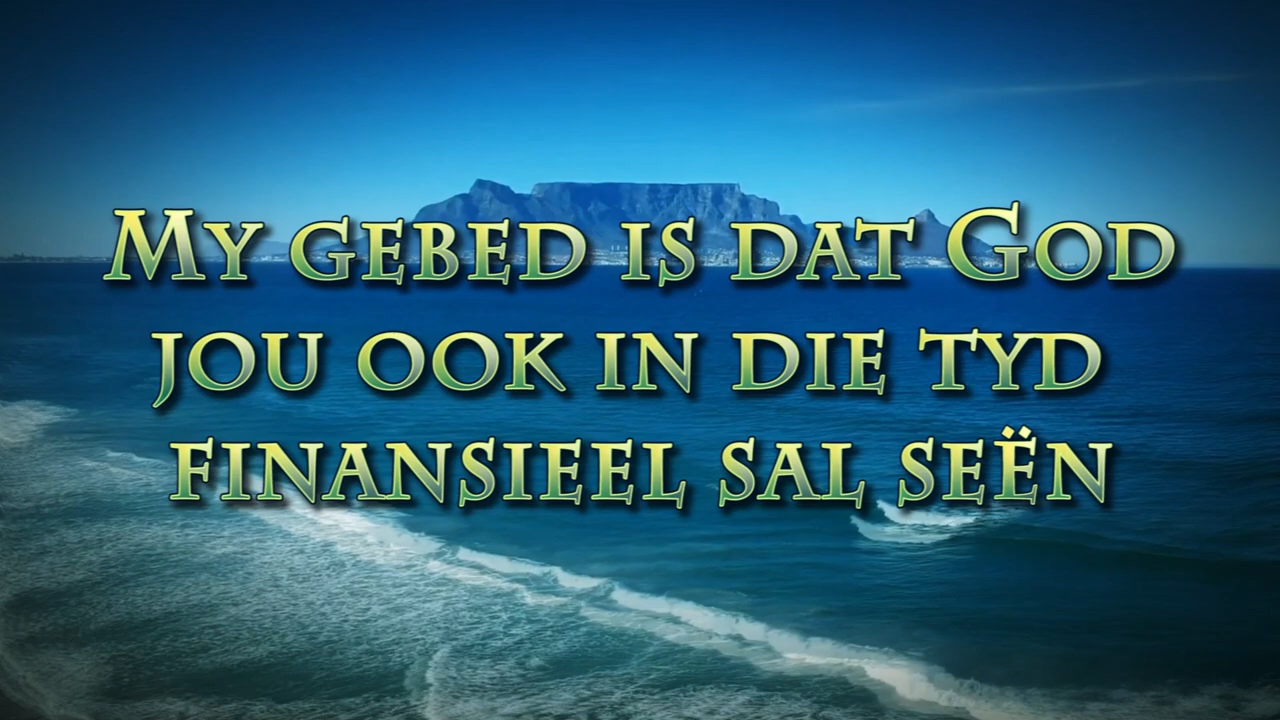 My gebed is dat God
jou ook in die tyd
finansieel sal seën